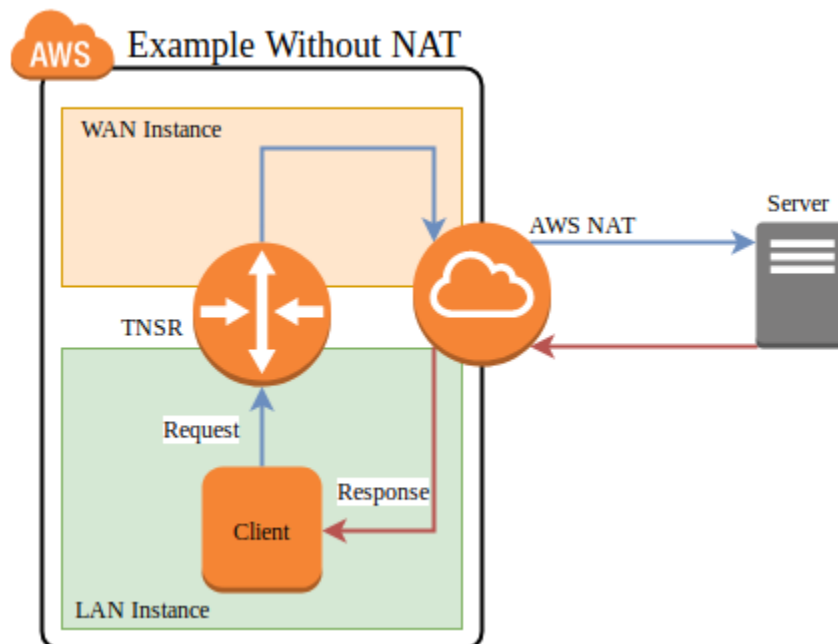 AWS
Example Without NAT
WAN Instance
AWS NAT
Server
TNSR
Request
Response
Client
LAN Instance